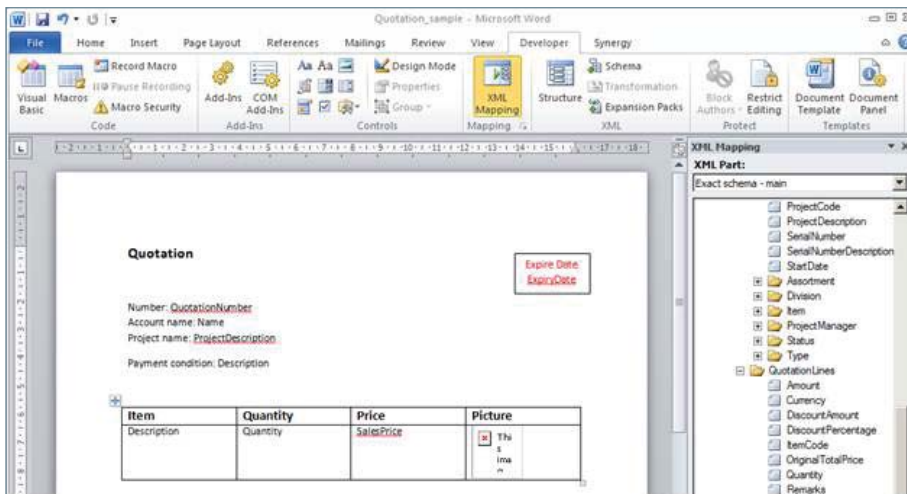 Quotation_sample - Microsoft Word
File Home Insert Page Layout References Mailings Review View Developer Synergy
Visual Basic
Macros
Record Macro
Pause Recording
Macro Security
Code
Add-Ins
COM Add-Ins
Add-Ins
Aa Aa
Design Mode
Properties
Group
Controls
XML Mapping
Mapping
Structure
Schema
Transformation
Expansion Packs
XML
Block Authors
Restrict Editing
Protect
Document Template
Document Panel
Templates
Quotation
Expire Date
ExpiryDate
Number: QuotationNumber
Account name: Name
Project name: ProjectDescription
Payment condition: Description
Item Quantity Price Picture
Description Quantity SalesPrice
Thi
s
ima
XML Mapping
XML Part:
Exact schema - main
ProjectCode
ProjectDescription
SerialNumber
SerialNumberDescription
StartDate
Assortment
Division
Item
ProjectManager
Status
Type
QuotationLines
Amount
Currency
DiscountAmount
DiscountPercentage
ItemCode
OriginalTotalPrice
Quantity
Remarks